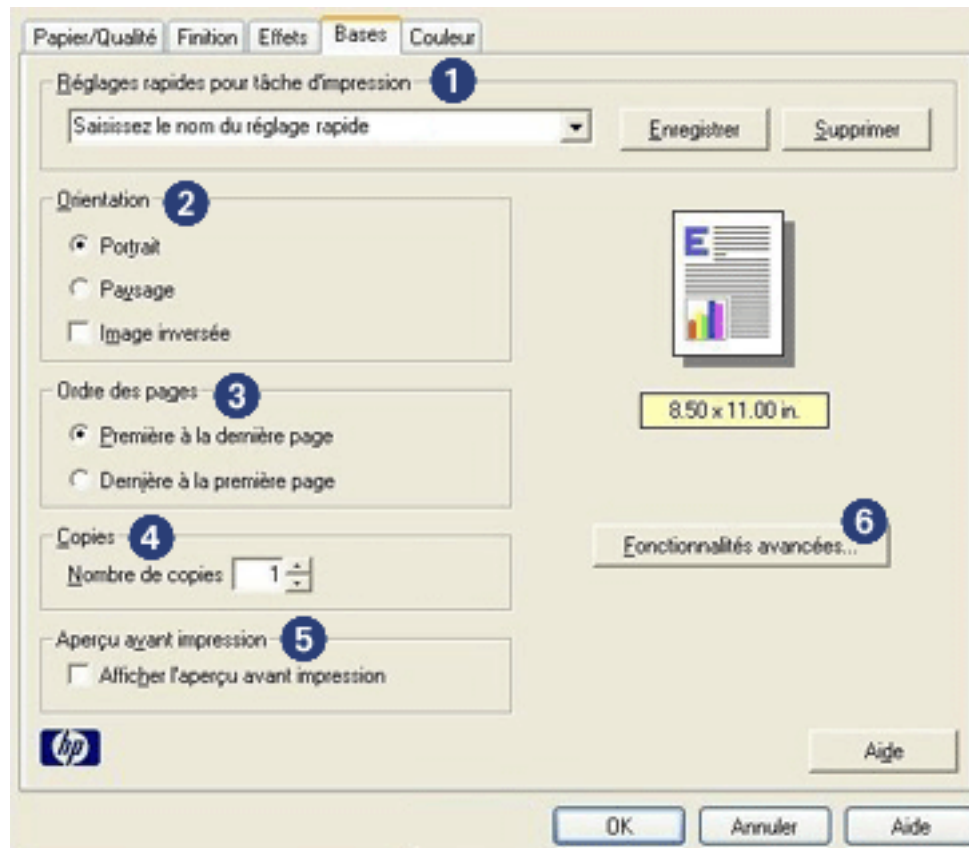 Papier/Qualité Finition Effets Bases Couleur
Réglages rapides pour tâche d'impression 1
Saisissez le nom du réglage rapide Enregistrer Supprimer
Orientation 2
Portrait
Paysage
Image inversée
E
Ordre des pages 3
8.50 x 11.00 in.
Première à la dernière page
Dernière à la première page
Copies 4
6
Fonctionnalités avancées...
Nombre de copies 1
Aperçu avant impression 5
Afficher l'aperçu avant impression
hp
Aide
OK Annuler Aide